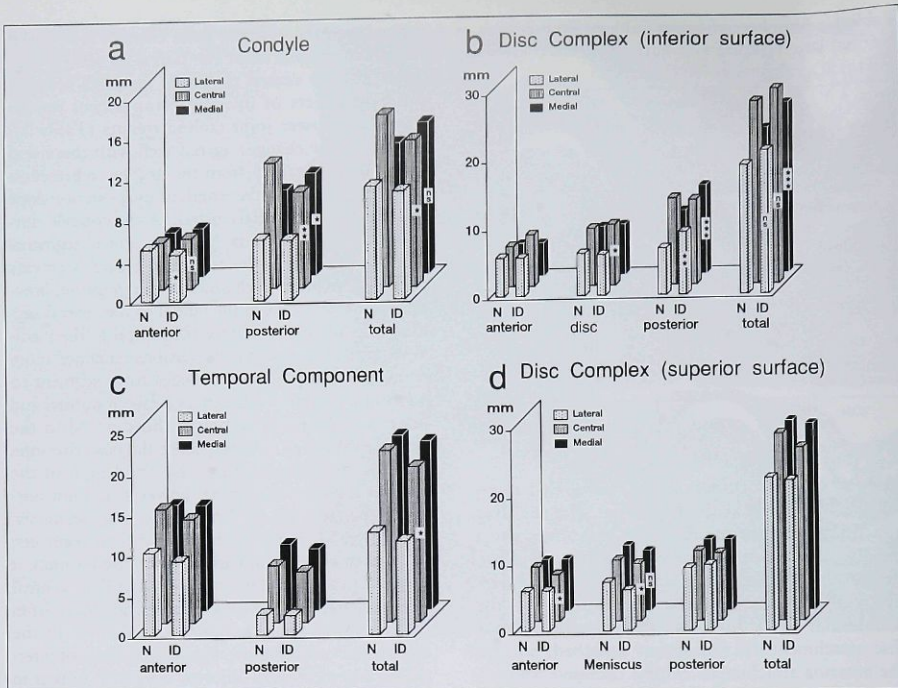 a Condyle
mm
Lateral
Central
Medial
20
16
12
8
4
0
*
ns
**
*
*
ns
N ID N ID N ID
anterior posterior total
b Disc Complex (inferior surface)
mm
Lateral
Central
Medial
30
20
10
0
*
***
***
ns
ns
***
N ID N ID N ID N ID
anterior disc posterior total
c Temporal Component
mm
Lateral
Central
Medial
25
20
15
10
5
0
*
N ID N ID N ID
anterior posterior total
d Disc Complex (superior surface)
mm
Lateral
Central
Medial
30
20
10
0
*
*
ns
N ID N ID N ID N ID
anterior Meniscus posterior total